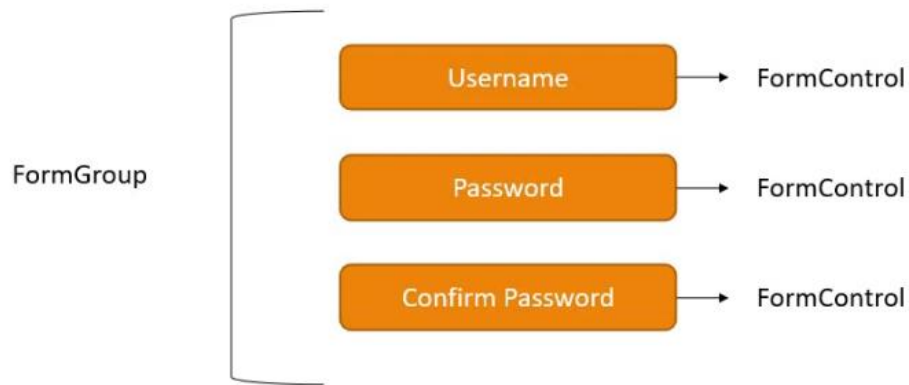 Username
FormControl
FormGroup
Password
FormControl
Confirm Password
FormControl